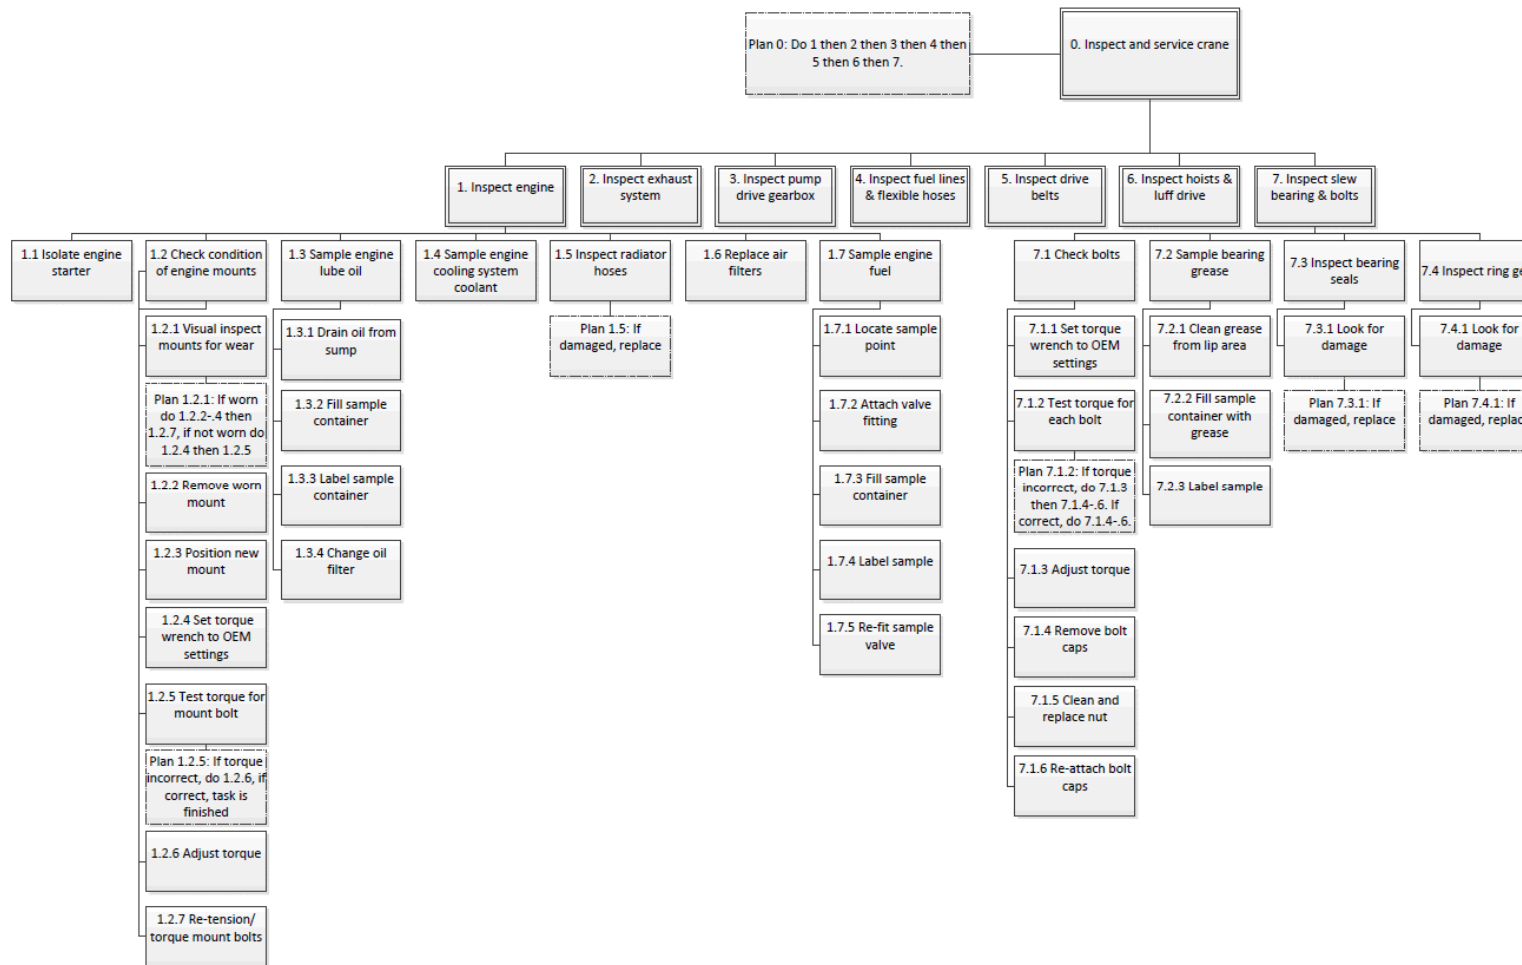 Plan 0: Do 1 then 2 then 3 then 4 then
5 then 6 then 7.
0. Inspect and service crane
1. Inspect engine
2. Inspect exhaust
system
3. Inspect pump
drive gearbox
4. Inspect fuel lines
& flexible hoses
5. Inspect drive
belts
6. Inspect hoists &
luff drive
7. Inspect slew
bearing & bolts
1.1 Isolate engine
starter
1.2 Check condition
of engine mounts
1.3 Sample engine
lube oil
1.4 Sample engine
cooling system
coolant
1.5 Inspect radiator
hoses
1.6 Replace air
filters
1.7 Sample engine
fuel
7.1 Check bolts
7.2 Sample bearing
grease
7.3 Inspect bearing
seals
7.4 Inspect ring ge
1.2.1 Visual inspect
mounts for wear
Plan 1.2.1: If worn
do 1.2.2-.4 then
1.2.7, if not worn do
1.2.4 then 1.2.5
1.2.2 Remove worn
mount
1.2.3 Position new
mount
1.2.4 Set torque
wrench to OEM
settings
1.2.5 Test torque for
mount bolt
Plan 1.2.5: If torque
incorrect, do 1.2.6, if
correct, task is
finished
1.2.6 Adjust torque
1.2.7 Re-tension/
torque mount bolts
1.3.1 Drain oil from
sump
1.3.2 Fill sample
container
1.3.3 Label sample
container
1.3.4 Change oil
filter
Plan 1.5: If
damaged, replace
1.7.1 Locate sample
point
1.7.2 Attach valve
fitting
1.7.3 Fill sample
container
1.7.4 Label sample
1.7.5 Re-fit sample
valve
7.1.1 Set torque
wrench to OEM
settings
7.1.2 Test torque for
each bolt
Plan 7.1.2: If torque
incorrect, do 7.1.3
then 7.1.4-.6. If
correct, do 7.1.4-.6.
7.1.3 Adjust torque
7.1.4 Remove bolt
caps
7.1.5 Clean and
replace nut
7.1.6 Re-attach bolt
caps
7.2.1 Clean grease
from lip area
7.2.2 Fill sample
container with
grease
7.2.3 Label sample
7.3.1 Look for
damage
Plan 7.3.1: If
damaged, replace
7.4.1 Look for
damage
Plan 7.4.1: If
damaged, replac